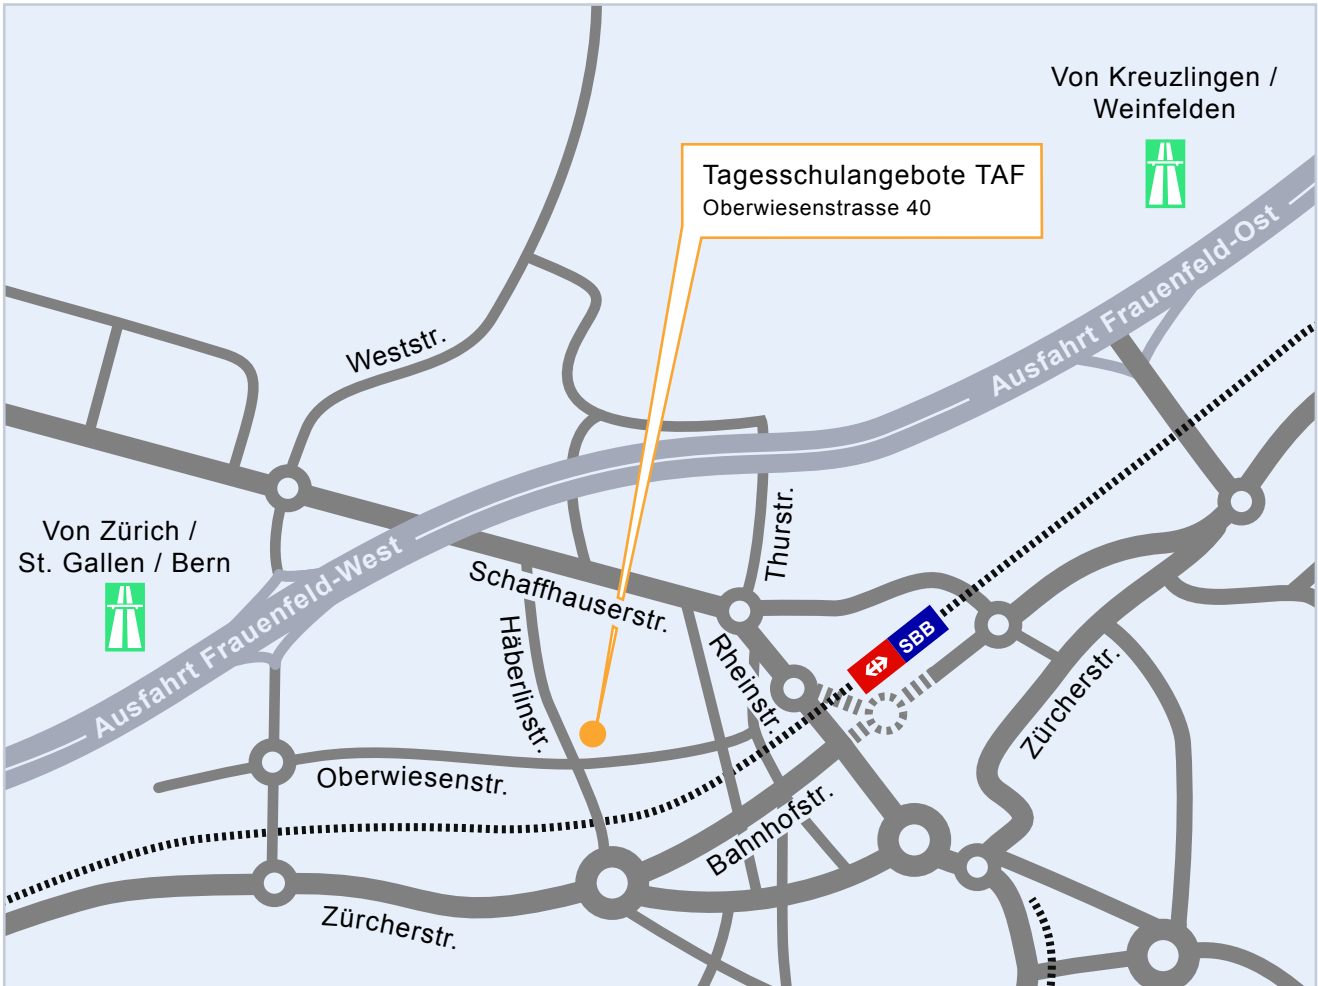 Von Kreuzlingen /
Weinfelden
Tagesschulangebote TAF
Oberwiesenstrasse 40
Ausfahrt Frauenfeld-Ost
Weststr.
Von Zürich /
St. Gallen / Bern
Ausfahrt Frauenfeld-West
Thurstr.
Schaffhauserstr.
Häberlinstr.
Rheinstr.
SBB
Zürcherstr.
Oberwiesenstr.
Bahnhofstr.
Zürcherstr.